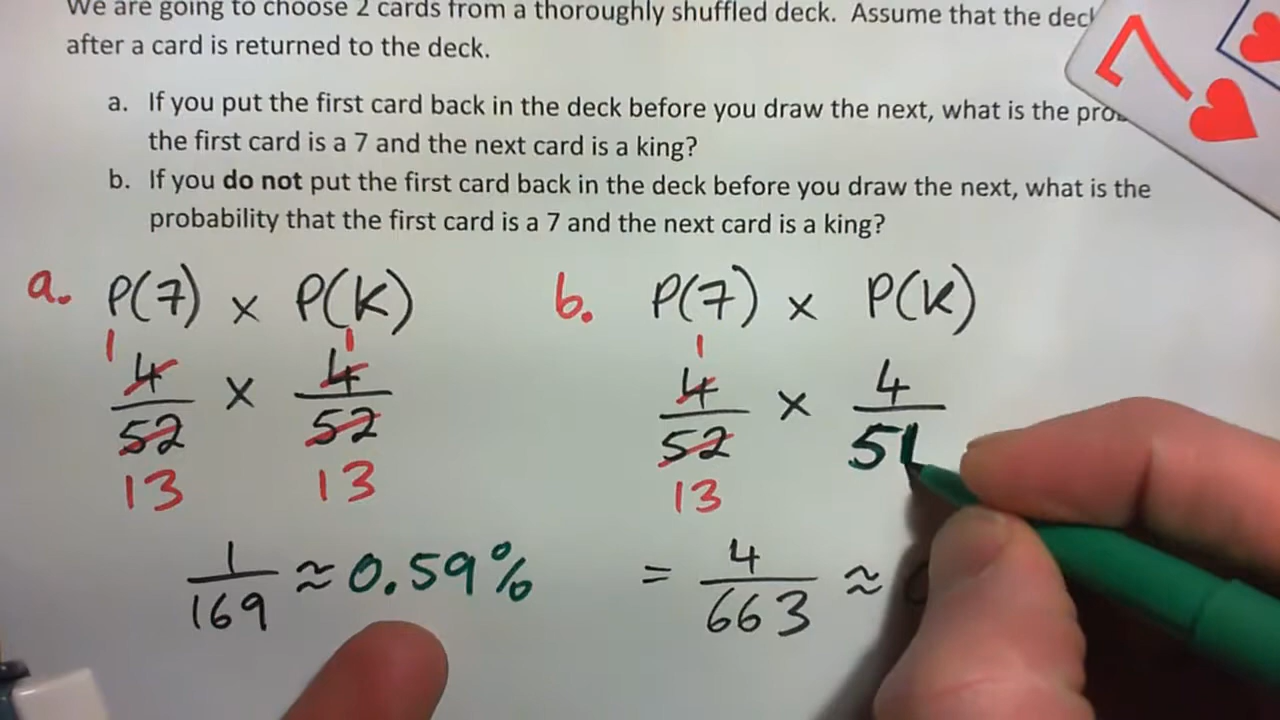 We are going to choose 2 cards from a thoroughly shuffled deck. Assume that the
after a card is returned to the deck.
a. If you put the first card back in the deck before you draw the next, what is the
the first card is a 7 and the next card is a king?
b. If you do not put the first card back in the deck before you draw the next, what is the
probability that the first card is a 7 and the next card is a king?
7
a. P(7) x P(K) b. P(7) x P(K)
1 1 1
4 x 4 4 x 4
52 52 52 51
13 13 13
1 ≈ 0.59% = 4 ≈
169 663